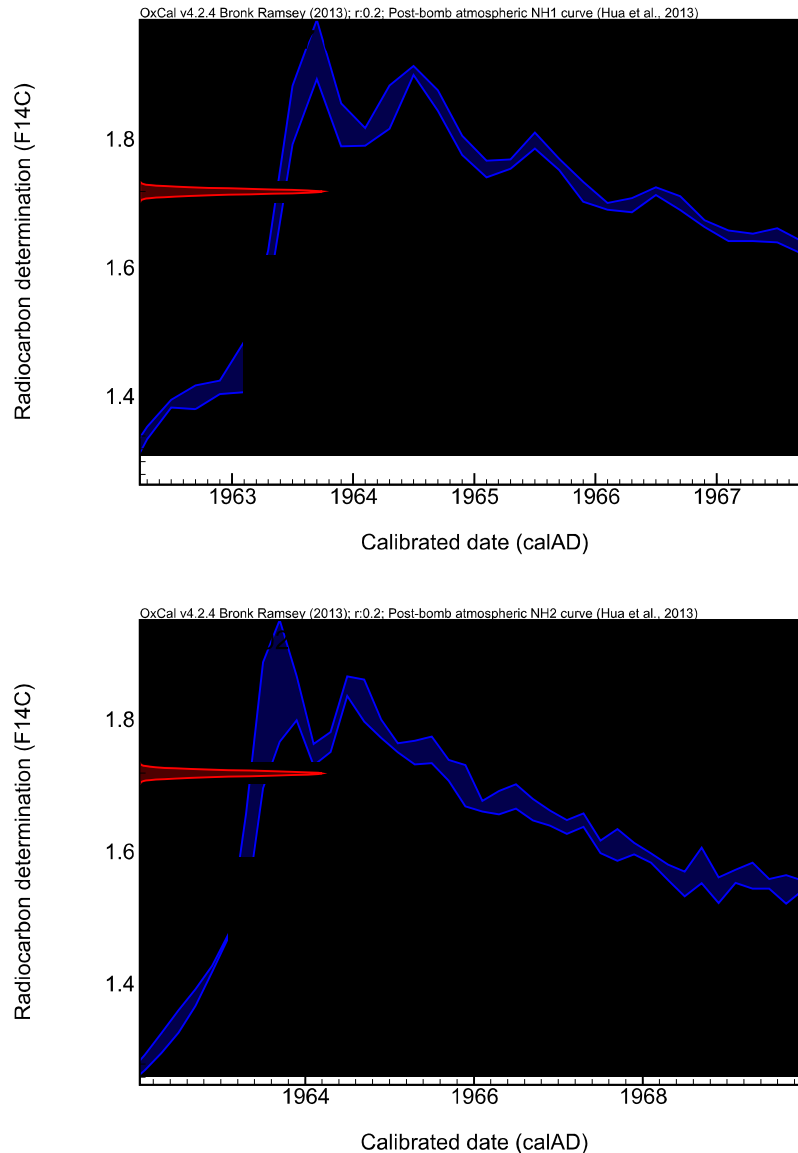 OxCal v4.2.4 Bronk Ramsey (2013); r:0.2; Post-bomb atmospheric NH1 curve (Hua et al., 2013)
Radiocarbon determination (F14C)
1.8
1.6
1.4
1963 1964 1965 1966 1967
Calibrated date (calAD)
OxCal v4.2.4 Bronk Ramsey (2013); r:0.2; Post-bomb atmospheric NH2 curve (Hua et al., 2013)
Radiocarbon determination (F14C)
1.8
1.6
1.4
1964 1966 1968
Calibrated date (calAD)